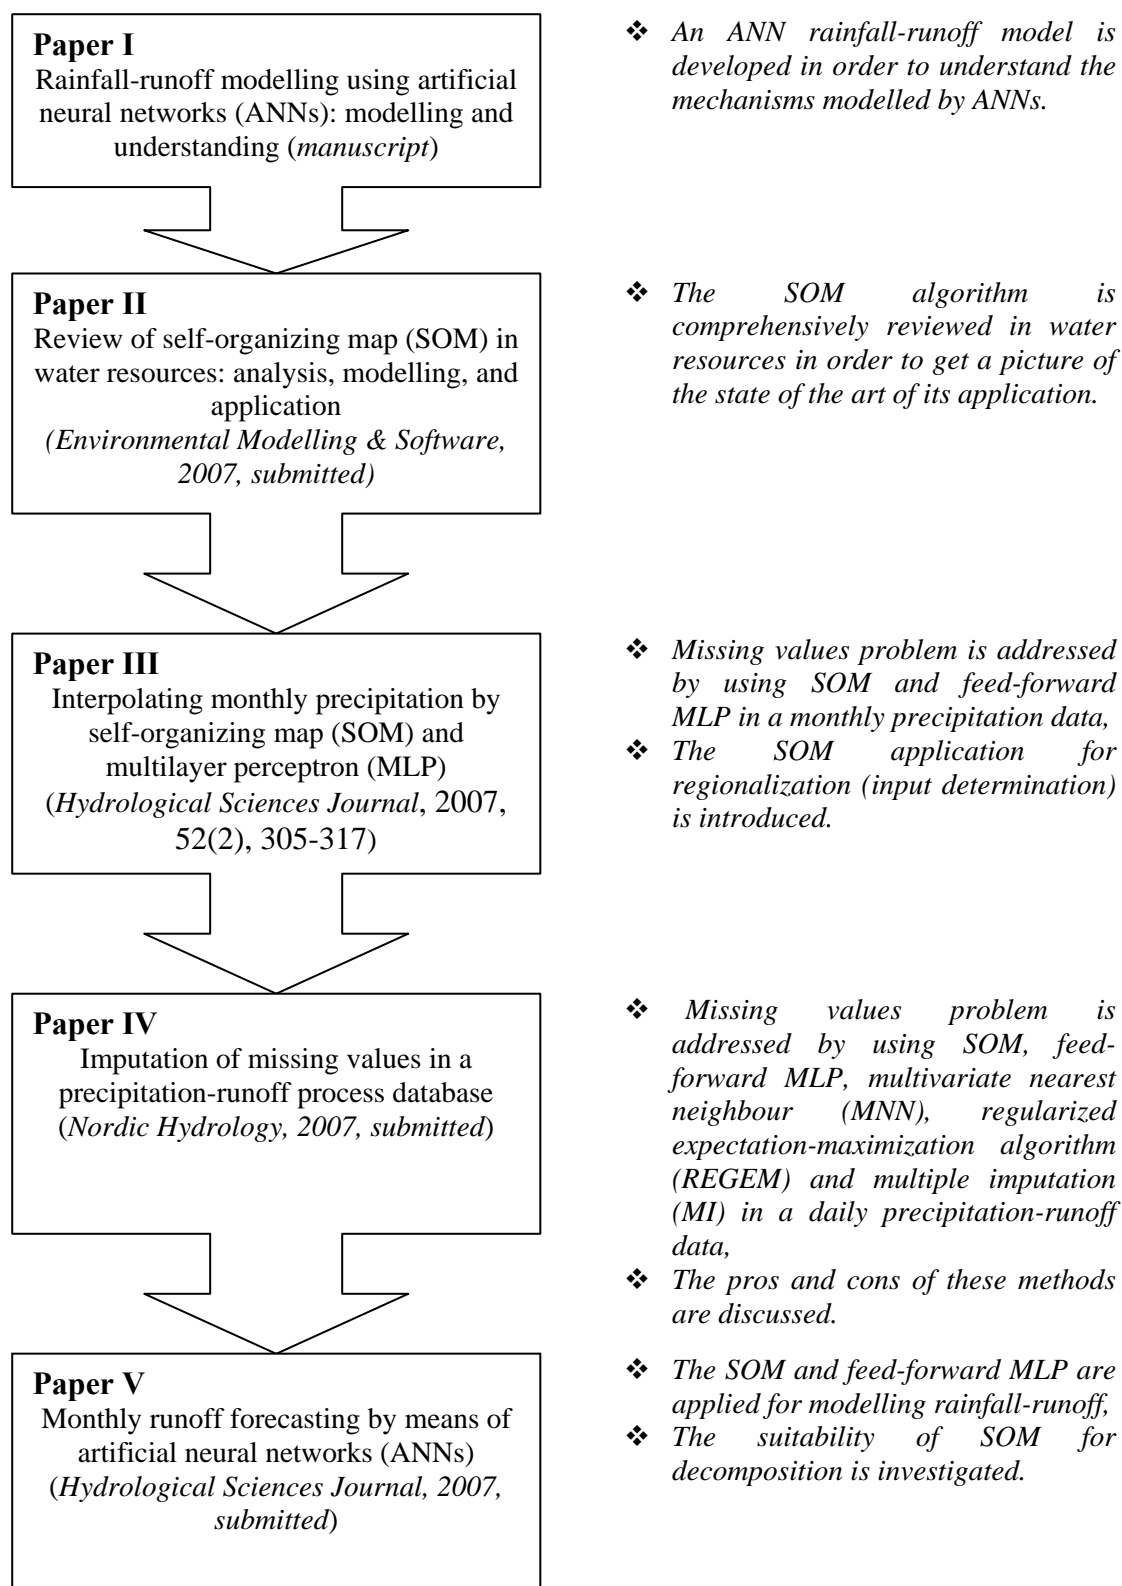 Paper I
Rainfall-runoff modelling using artificial
neural networks (ANNs): modelling and
understanding (manuscript)
❖ An ANN rainfall-runoff model is
developed in order to understand the
mechanisms modelled by ANNs.
Paper II
Review of self-organizing map (SOM) in
water resources: analysis, modelling, and
application
(Environmental Modelling & Software,
2007, submitted)
❖ The SOM algorithm is
comprehensively reviewed in water
resources in order to get a picture of
the state of the art of its application.
Paper III
Interpolating monthly precipitation by
self-organizing map (SOM) and
multilayer perceptron (MLP)
(Hydrological Sciences Journal, 2007,
52(2), 305-317)
❖ Missing values problem is addressed
by using SOM and feed-forward
MLP in a monthly precipitation data,
❖ The SOM application for
regionalization (input determination)
is introduced.
Paper IV
Imputation of missing values in a
precipitation-runoff process database
(Nordic Hydrology, 2007, submitted)
❖ Missing values problem is
addressed by using SOM, feed-
forward MLP, multivariate nearest
neighbour (MNN), regularized
expectation-maximization algorithm
(REGEM) and multiple imputation
(MI) in a daily precipitation-runoff
data,
❖ The pros and cons of these methods
are discussed.
Paper V
Monthly runoff forecasting by means of
artificial neural networks (ANNs)
(Hydrological Sciences Journal, 2007,
submitted)
❖ The SOM and feed-forward MLP are
applied for modelling rainfall-runoff,
❖ The suitability of SOM for
decomposition is investigated.